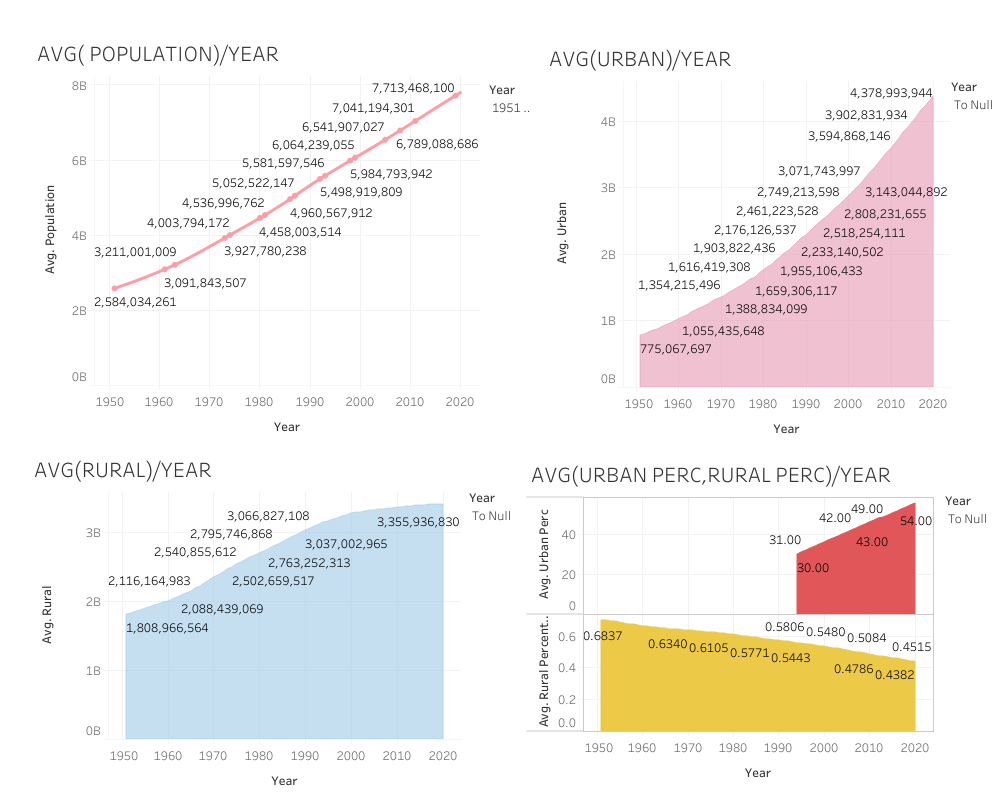 AVG( POPULATION)/YEAR
7,713,468,100
7,041,194,301
6,541,907,027
6,789,088,686
6,064,239,055
5,581,597,546
5,984,793,942
5,052,522,147
5,498,919,809
4,536,996,762
4,960,567,912
4,003,794,172
4,458,003,514
3,211,001,009
3,927,780,238
3,091,843,507
2,584,034,261
8B
6B
4B
2B
0B
Avg. Population
1950 1960 1970 1980 1990 2000 2010 2020
Year
Year
1951 ..
AVG(URBAN)/YEAR
4,378,993,944
3,902,831,934
3,594,868,146
3,071,743,997
2,749,213,598
3,143,044,892
2,461,223,528
2,808,231,655
2,176,126,537
2,518,254,111
1,903,822,436
2,233,140,502
1,616,419,308
1,955,106,433
1,354,215,496
1,659,306,117
1,388,834,099
1,055,435,648
775,067,697
4B
3B
2B
1B
0B
Avg. Urban
1950 1960 1970 1980 1990 2000 2010 2020
Year
Year
To Null
AVG(RURAL)/YEAR
3,066,827,108
3,355,936,830
2,795,746,868
3,037,002,965
2,540,855,612
2,763,252,313
2,116,164,983
2,502,659,517
2,088,439,069
1,808,966,564
3B
2B
1B
0B
Avg. Rural
1950 1960 1970 1980 1990 2000 2010 2020
Year
Year
To Null
AVG(URBAN PERC,RURAL PERC)/YEAR
49.00
42.00
54.00
31.00
43.00
30.00
40
20
0
Avg. Urban Perc
0.5806
0.5480
0.5084
0.4515
0.6837
0.6340
0.6105
0.5771
0.5443
0.4786
0.4382
0.6
0.4
0.2
0.0
Avg. Rural Percent..
1950 1960 1970 1980 1990 2000 2010 2020
Year
Year
To Null